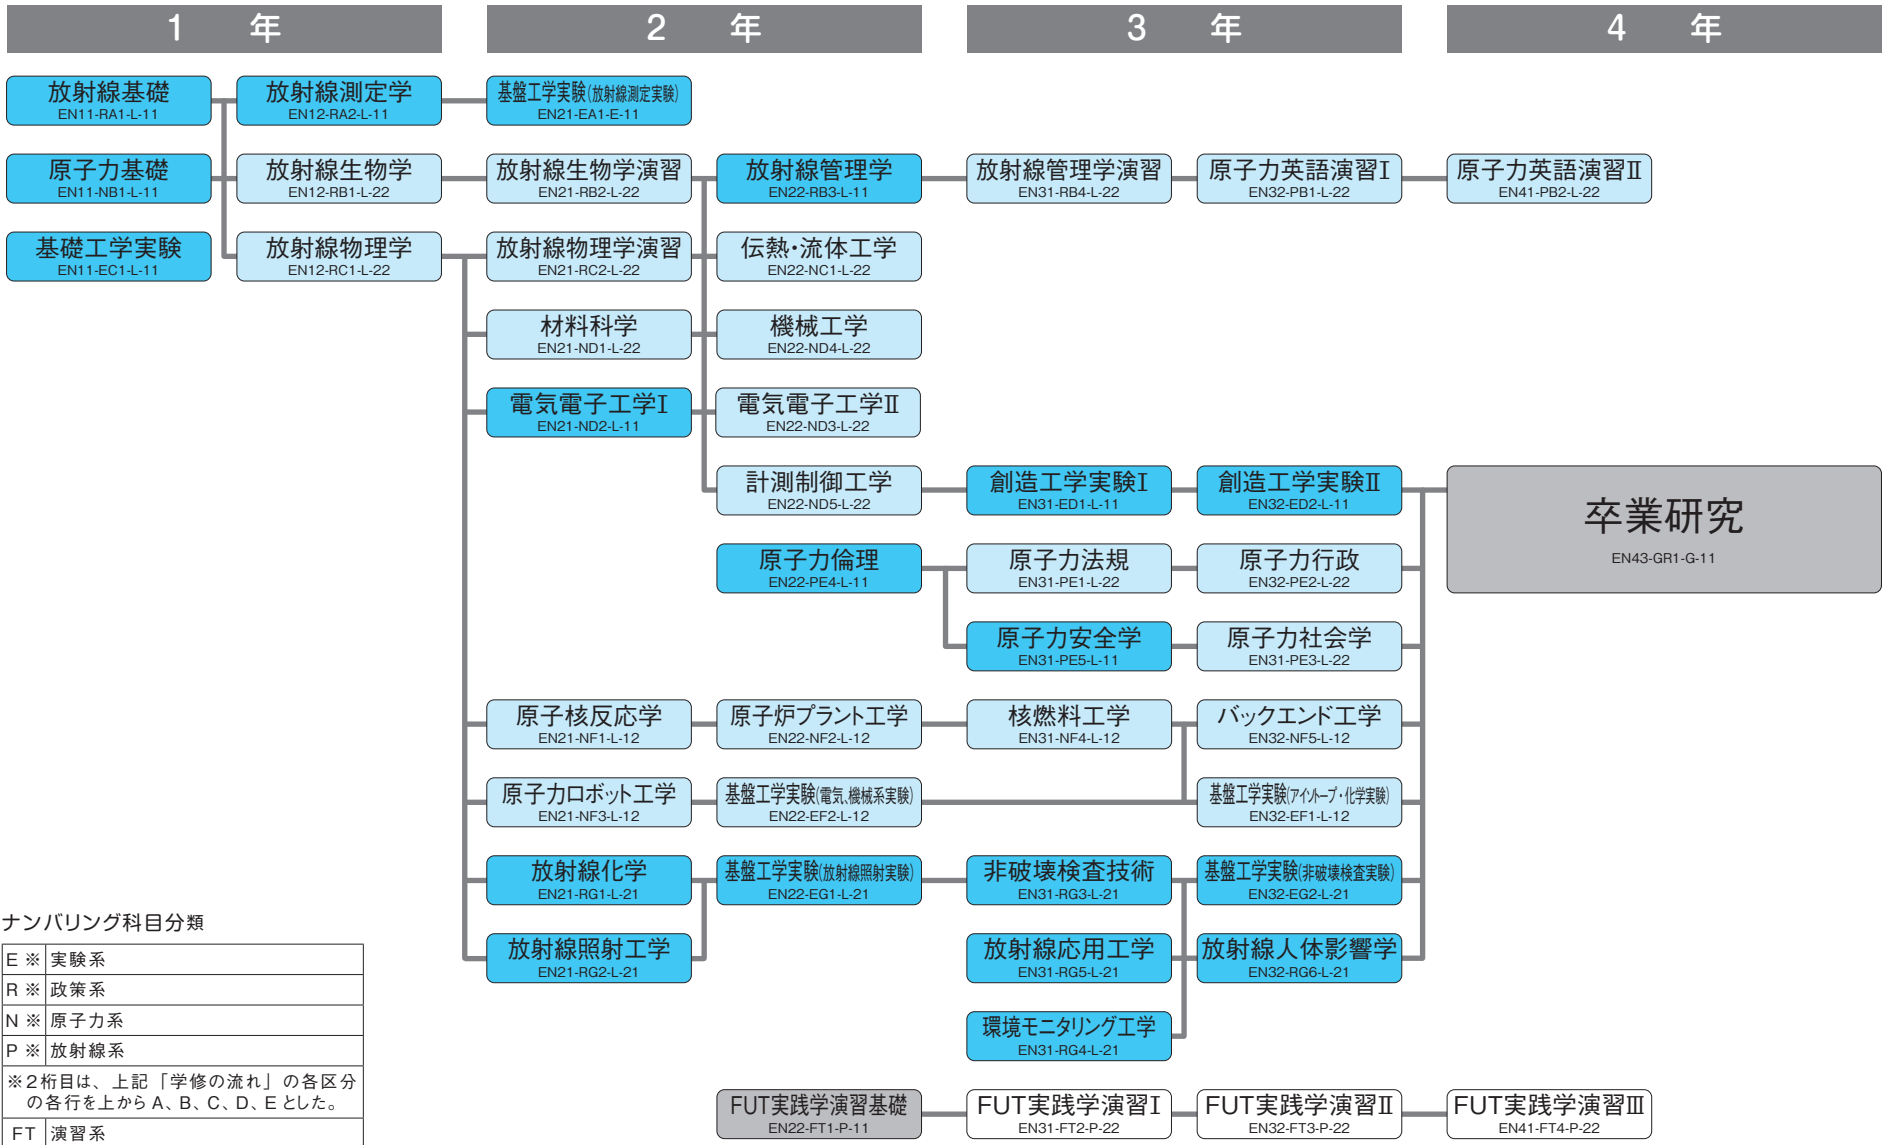 1 年
2 年
3 年
4 年
放射線基礎
EN11-RA1-L-11
放射線測定学
EN12-RA2-L-11
基盤工学実験(放射線測定実験)
EN21-EA1-E-11
原子力基礎
EN11-NB1-L-11
放射線生物学
EN12-RB1-L-22
放射線生物学演習
EN21-RB2-L-22
放射線管理学
EN22-RB3-L-11
放射線管理学演習
EN31-RB4-L-22
原子力英語演習Ⅰ
EN32-PB1-L-22
原子力英語演習Ⅱ
EN41-PB2-L-22
基礎工学実験
EN11-EC1-L-11
放射線物理学
EN12-RC1-L-22
放射線物理学演習
EN21-RC2-L-22
伝熱・流体工学
EN22-NC1-L-22
材料科学
EN21-ND1-L-22
機械工学
EN22-ND4-L-22
電気電子工学Ⅰ
EN21-ND2-L-11
電気電子工学Ⅱ
EN22-ND3-L-22
計測制御工学
EN22-ND5-L-22
創造工学実験Ⅰ
EN31-ED1-L-11
創造工学実験Ⅱ
EN32-ED2-L-11
卒業研究
EN43-GR1-G-11
原子力倫理
EN22-PE4-L-11
原子力法規
EN31-PE1-L-22
原子力行政
EN32-PE2-L-22
原子力安全学
EN31-PE5-L-11
原子力社会学
EN31-PE3-L-22
原子核反応学
EN21-NF1-L-12
原子炉プラント工学
EN22-NF2-L-12
核燃料工学
EN31-NF4-L-12
バックエンド工学
EN32-NF5-L-12
原子力ロボット工学
EN21-NF3-L-12
基盤工学実験(電気、機械系実験)
EN22-EF2-L-12
基盤工学実験(アイソトープ・化学実験)
EN32-EF1-L-12
放射線化学
EN21-RG1-L-21
基盤工学実験(放射線照射実験)
EN22-EG1-L-21
非破壊検査技術
EN31-RG3-L-21
基盤工学実験(非破壊検査実験)
EN32-EG2-L-21
放射線照射工学
EN21-RG2-L-21
放射線応用工学
EN31-RG5-L-21
放射線人体影響学
EN32-RG6-L-21
環境モニタリング工学
EN31-RG4-L-21
FUT実践学演習基礎
EN22-FT1-P-11
FUT実践学演習Ⅰ
EN31-FT2-P-22
FUT実践学演習Ⅱ
EN32-FT3-P-22
FUT実践学演習Ⅲ
EN41-FT4-P-22
ナンバリング科目分類
E ※ 実験系
R ※ 政策系
N ※ 原子力系
P ※ 放射線系
※2桁目は、上記「学修の流れ」の各区分
の各行を上から A、B、C、D、E とした。
FT 演習系